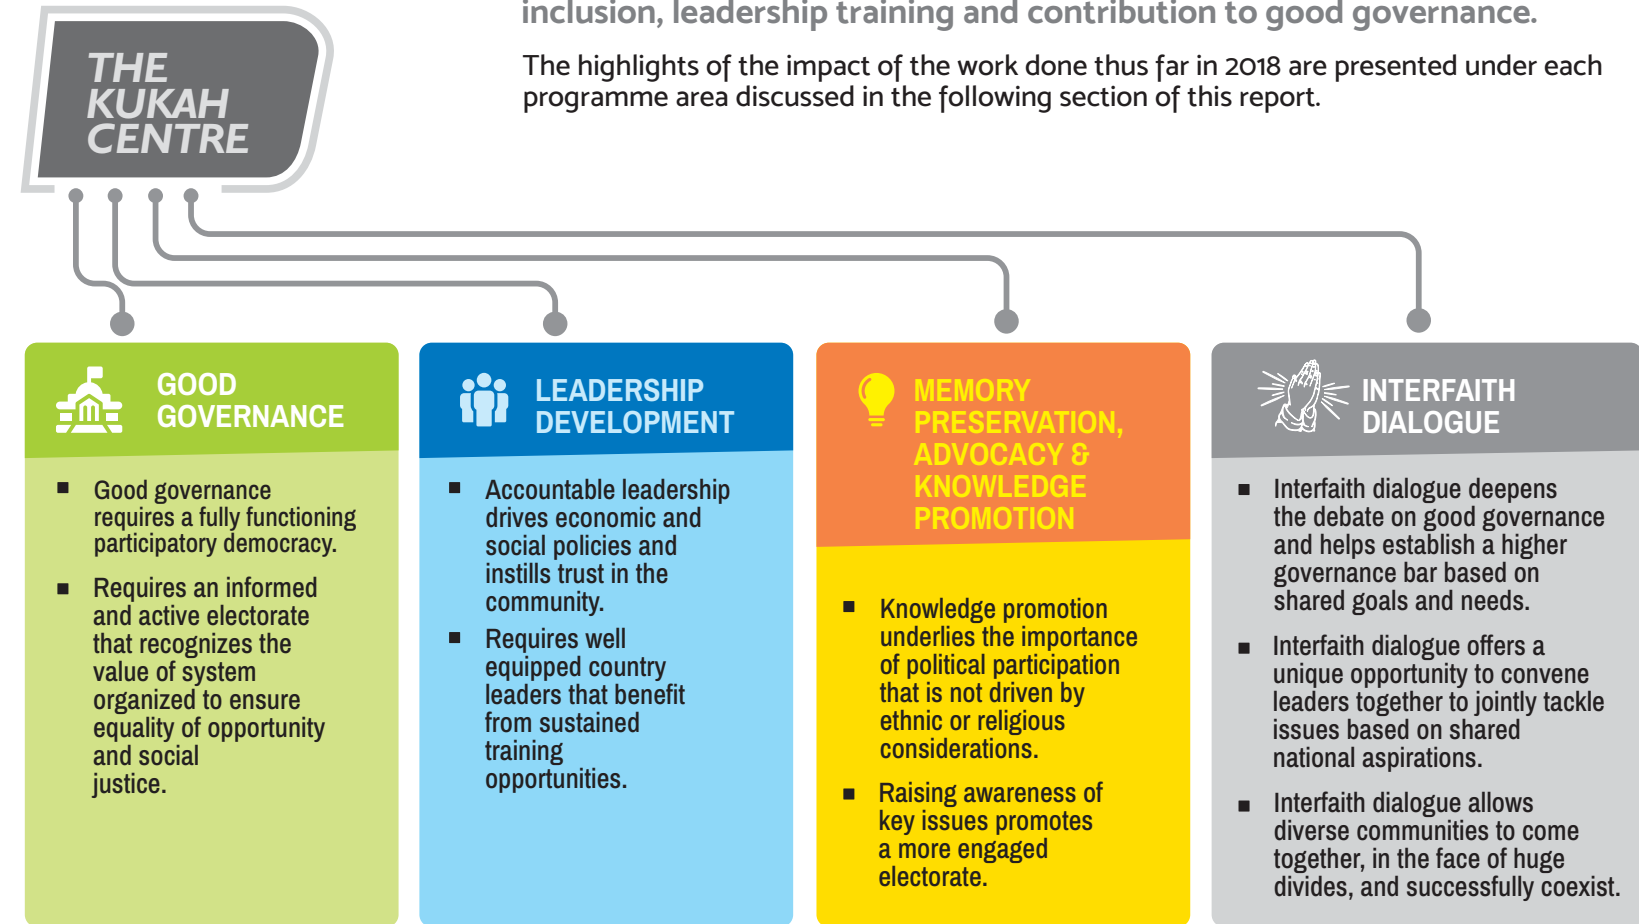 inclusion, leadership training and contribution to good governance.
The highlights of the impact of the work done thus far in 2018 are presented under each
programme area discussed in the following section of this report.
THE
KUKAH
CENTRE
GOOD
GOVERNANCE
Good governance
requires a fully functioning
participatory democracy.
Requires an informed
and active electorate
that recognizes the
value of system
organized to ensure
equality of opportunity
and social
justice.
LEADERSHIP
DEVELOPMENT
Accountable leadership
drives economic and
social policies and
instills trust in the
community.
Requires well
equipped country
leaders that benefit
from sustained
training
opportunities.
MEMORY
PRESERVATION,
ADVOCACY &
KNOWLEDGE
PROMOTION
Knowledge promotion
underlies the importance
of political participation
that is not driven by
ethnic or religious
considerations.
Raising awareness of
key issues promotes
a more engaged
electorate.
INTERFAITH
DIALOGUE
Interfaith dialogue deepens
the debate on good governance
and helps establish a higher
governance bar based on
shared goals and needs.
Interfaith dialogue offers a
unique opportunity to convene
leaders together to jointly tackle
issues based on shared
national aspirations.
Interfaith dialogue allows
diverse communities to come
together, in the face of huge
divides, and successfully coexist.